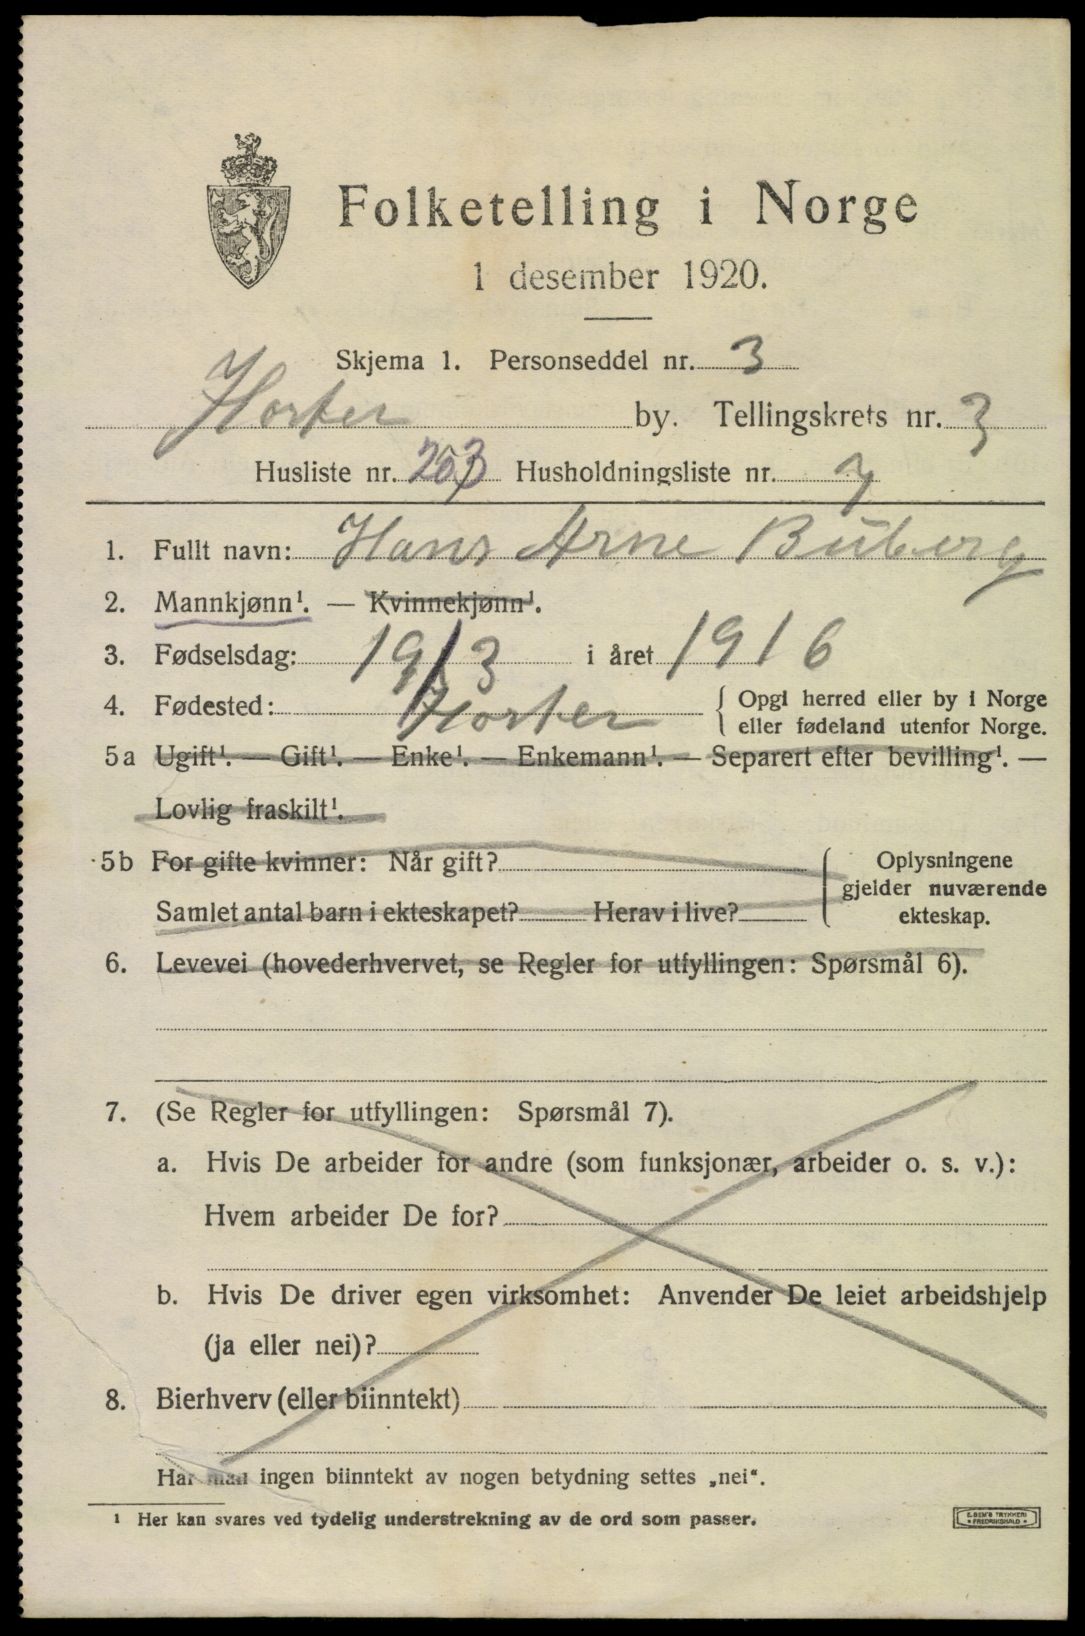 Folketelling i Norge
1 desember 1920.
Skjema 1. Personseddel nr. 3
Horten by. Tellingskrets nr. 3
Husliste nr. 203 Husholdningsliste nr.
1. Fullt navn: Hans Arne Büberg
2. Mannkjønn¹. — Kvinnekjønn¹.
3. Fødselsdag: 19/3 i året 1916
4. Fødested: Horten { Opgi herred eller by i Norge
eller fødeland utenfor Norge.
5a Ugift¹. — Gift¹. — Enke¹. — Enkemann¹. — Separert efter bevilling¹. —
Lovlig fraskilt¹.
5b For gifte kvinner: Når gift? { Oplysningene
gjelder nuværende
Samlet antal barn i ekteskapet? Herav i live? ekteskap.
6. Levevei (hovederhvervet, se Regler for utfyllingen: Spørsmål 6).
7. (Se Regler for utfyllingen: Spørsmål 7).
a. Hvis De arbeider for andre (som funksjonær, arbeider o. s. v.):
Hvem arbeider De for?
b. Hvis De driver egen virksomhet: Anvender De leiet arbeidshjelp
(ja eller nei)?
8. Bierhverv (eller biinntekt)
Har man ingen biinntekt av nogen betydning settes „nei“.
¹ Her kan svares ved tydelig understrekning av de ord som passer.
E. SEM'S TRYKKERI
• FREDRIKSHALD •